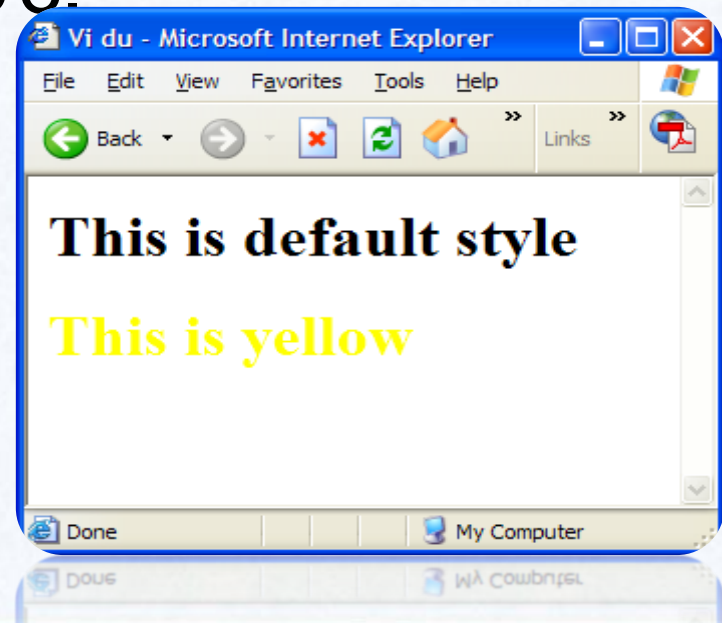 Vi du - Microsoft Internet Explorer
File Edit View Favorites Tools Help
Back Links
This is default style
This is yellow
Done My Computer